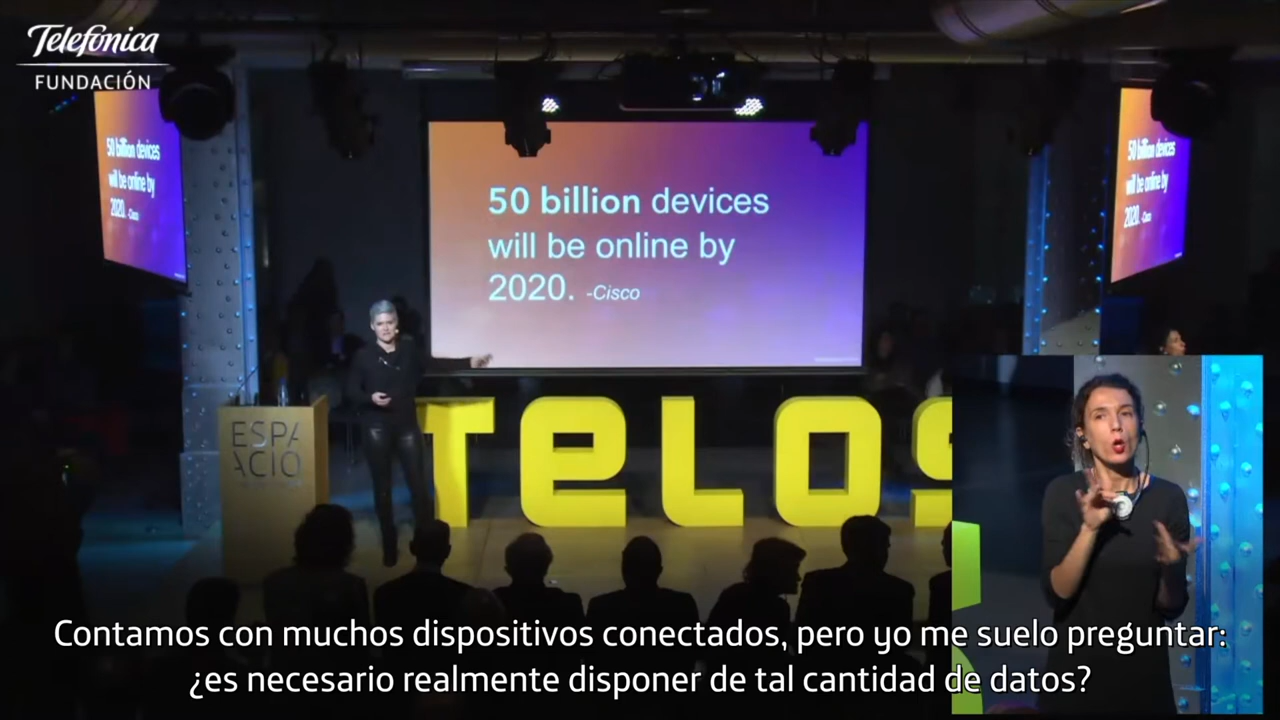 Telefónica
FUNDACIÓN
50 billion devices
will be online by
2020. -Cisco
50 billion devices
will be online by
2020. -Cisco
50 billion devices
will be online by
2020. -Cisco
ESPA
ACIO
TELOS
Contamos con muchos dispositivos conectados, pero yo me suelo preguntar:
¿es necesario realmente disponer de tal cantidad de datos?